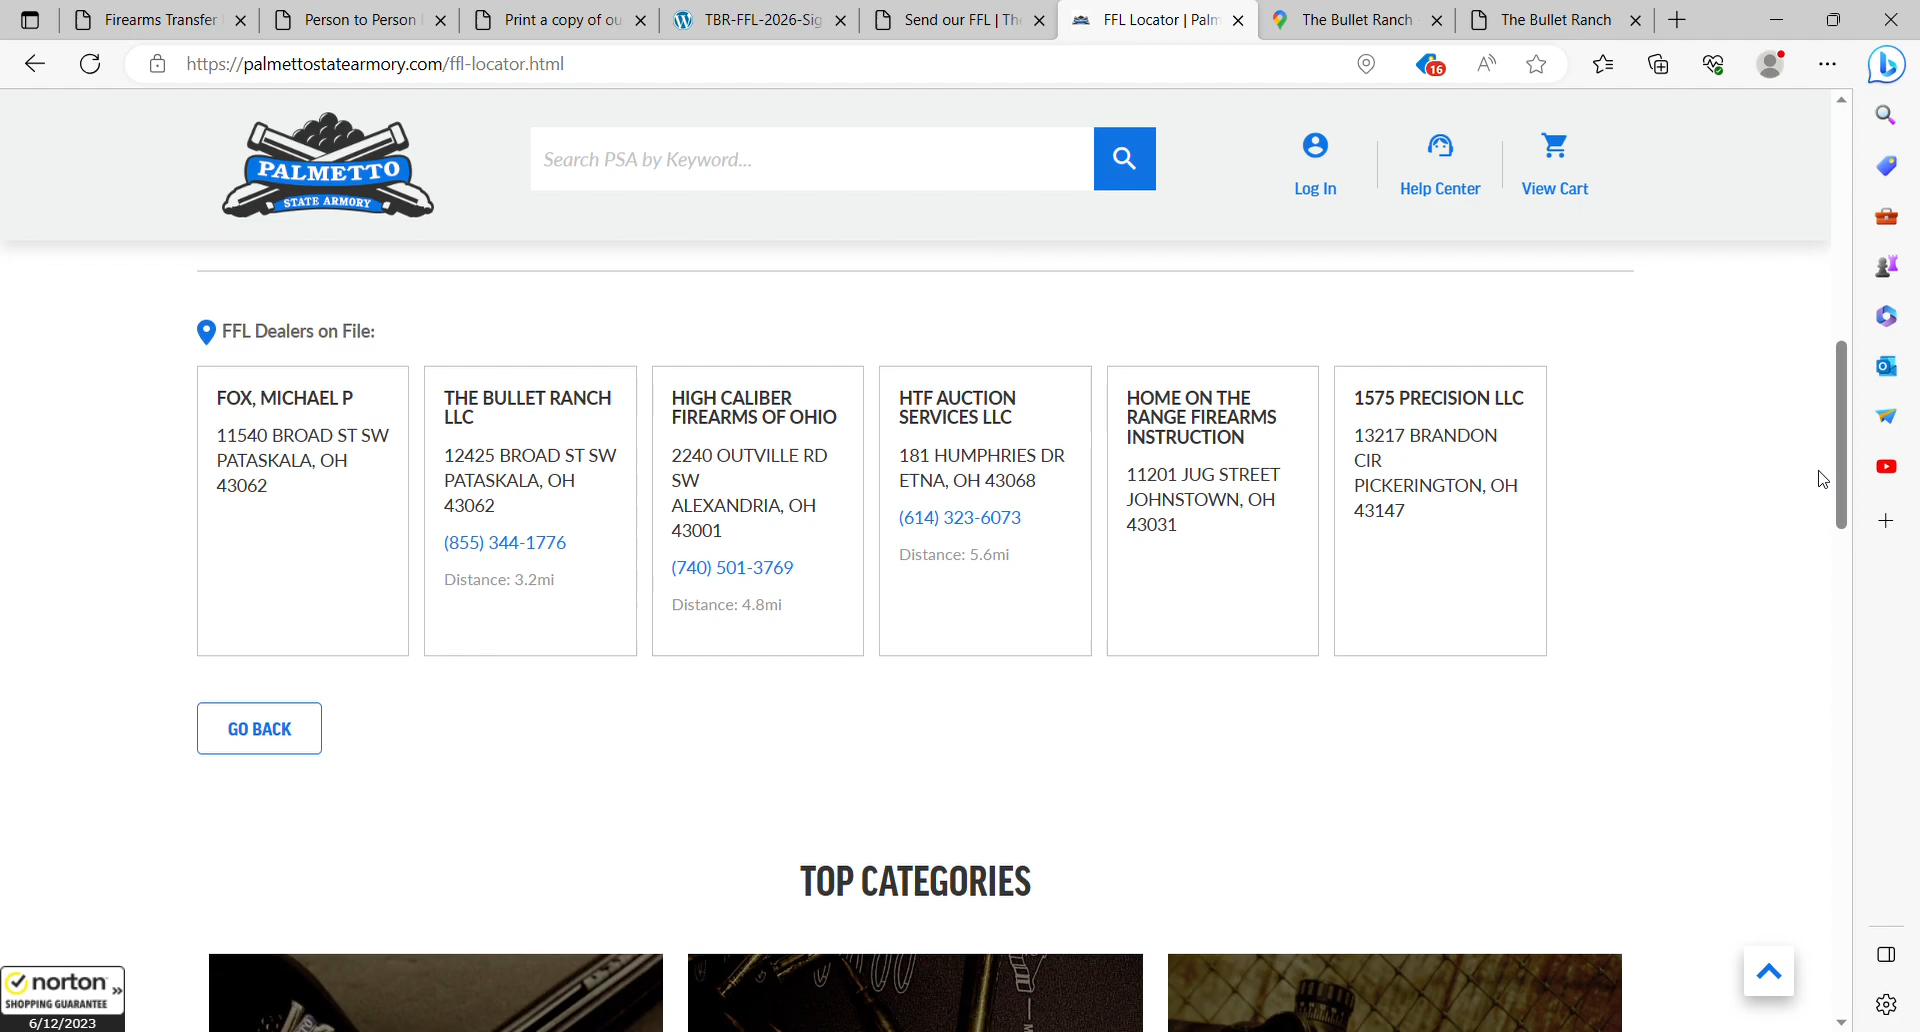 Firearms Transfer
Person to Person
Print a copy of ou
TBR-FFL-2026-Sig
Send our FFL | Th
FFL Locator | Palm
The Bullet Ranch
The Bullet Ranch
https://palmettostatearmory.com/ffl-locator.html
16
PALMETTO
STATE ARMORY
Search PSA by Keyword...
Log In
Help Center
View Cart
FFL Dealers on File:
FOX, MICHAEL P
11540 BROAD ST SW
PATASKALA, OH
43062
THE BULLET RANCH
LLC
12425 BROAD ST SW
PATASKALA, OH
43062
(855) 344-1776
Distance: 3.2mi
HIGH CALIBER
FIREARMS OF OHIO
2240 OUTVILLE RD
SW
ALEXANDRIA, OH
43001
(740) 501-3769
Distance: 4.8mi
HTF AUCTION
SERVICES LLC
181 HUMPHRIES DR
ETNA, OH 43068
(614) 323-6073
Distance: 5.6mi
HOME ON THE
RANGE FIREARMS
INSTRUCTION
11201 JUG STREET
JOHNSTOWN, OH
43031
1575 PRECISION LLC
13217 BRANDON
CIR
PICKERINGTON, OH
43147
GO BACK
TOP CATEGORIES
norton
SHOPPING GUARANTEE
6/12/2023